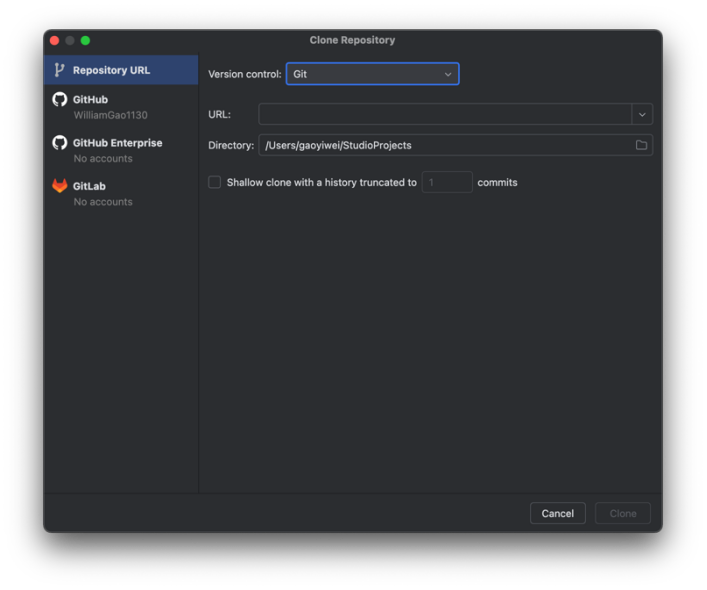 Clone Repository
Repository URL
GitHub
WilliamGao1130
GitHub Enterprise
No accounts
GitLab
No accounts
Version control: Git
URL:
Directory: /Users/gaoyiwei/StudioProjects
Shallow clone with a history truncated to 1 commits
Cancel Clone